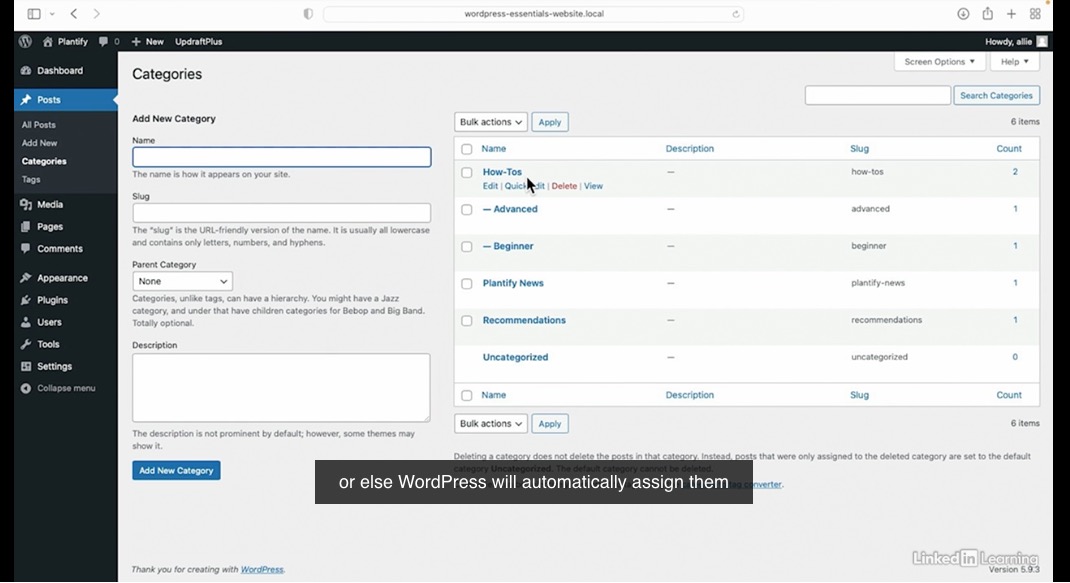 wordpress-essentials-website.local
Plantify 0 New UpdraftPlus Howdy, allie
Screen Options Help
Dashboard
Posts
All Posts
Add New
Categories
Tags
Media
Pages
Comments
Appearance
Plugins
Users
Tools
Settings
Collapse menu
Categories
Add New Category
Name
The name is how it appears on your site.
Slug
The “slug” is the URL-friendly version of the name. It is usually all lowercase
and contains only letters, numbers, and hyphens.
Parent Category
None
Categories, unlike tags, can have a hierarchy. You might have a Jazz
category, and under that have children categories for Bebop and Big Band.
Totally optional.
Description
The description is not prominent by default; however, some themes may
show it.
Add New Category
Search Categories
Bulk actions Apply 6 items
Name Description Slug Count
How-Tos — how-tos 2
Edit | Quick Edit | Delete | View
— Advanced — advanced 1
— Beginner — beginner 1
Plantify News — plantify-news 1
Recommendations — recommendations 1
Uncategorized — uncategorized 0
Name Description Slug Count
Bulk actions Apply 6 items
Deleting a category does not delete the posts in that category. Instead, posts that were only assigned to the deleted category are set to the default
category Uncategorized. The default category cannot be deleted.
tag converter.
or else WordPress will automatically assign them
Thank you for creating with WordPress.
LinkedIn Learning
Version 5.9.3